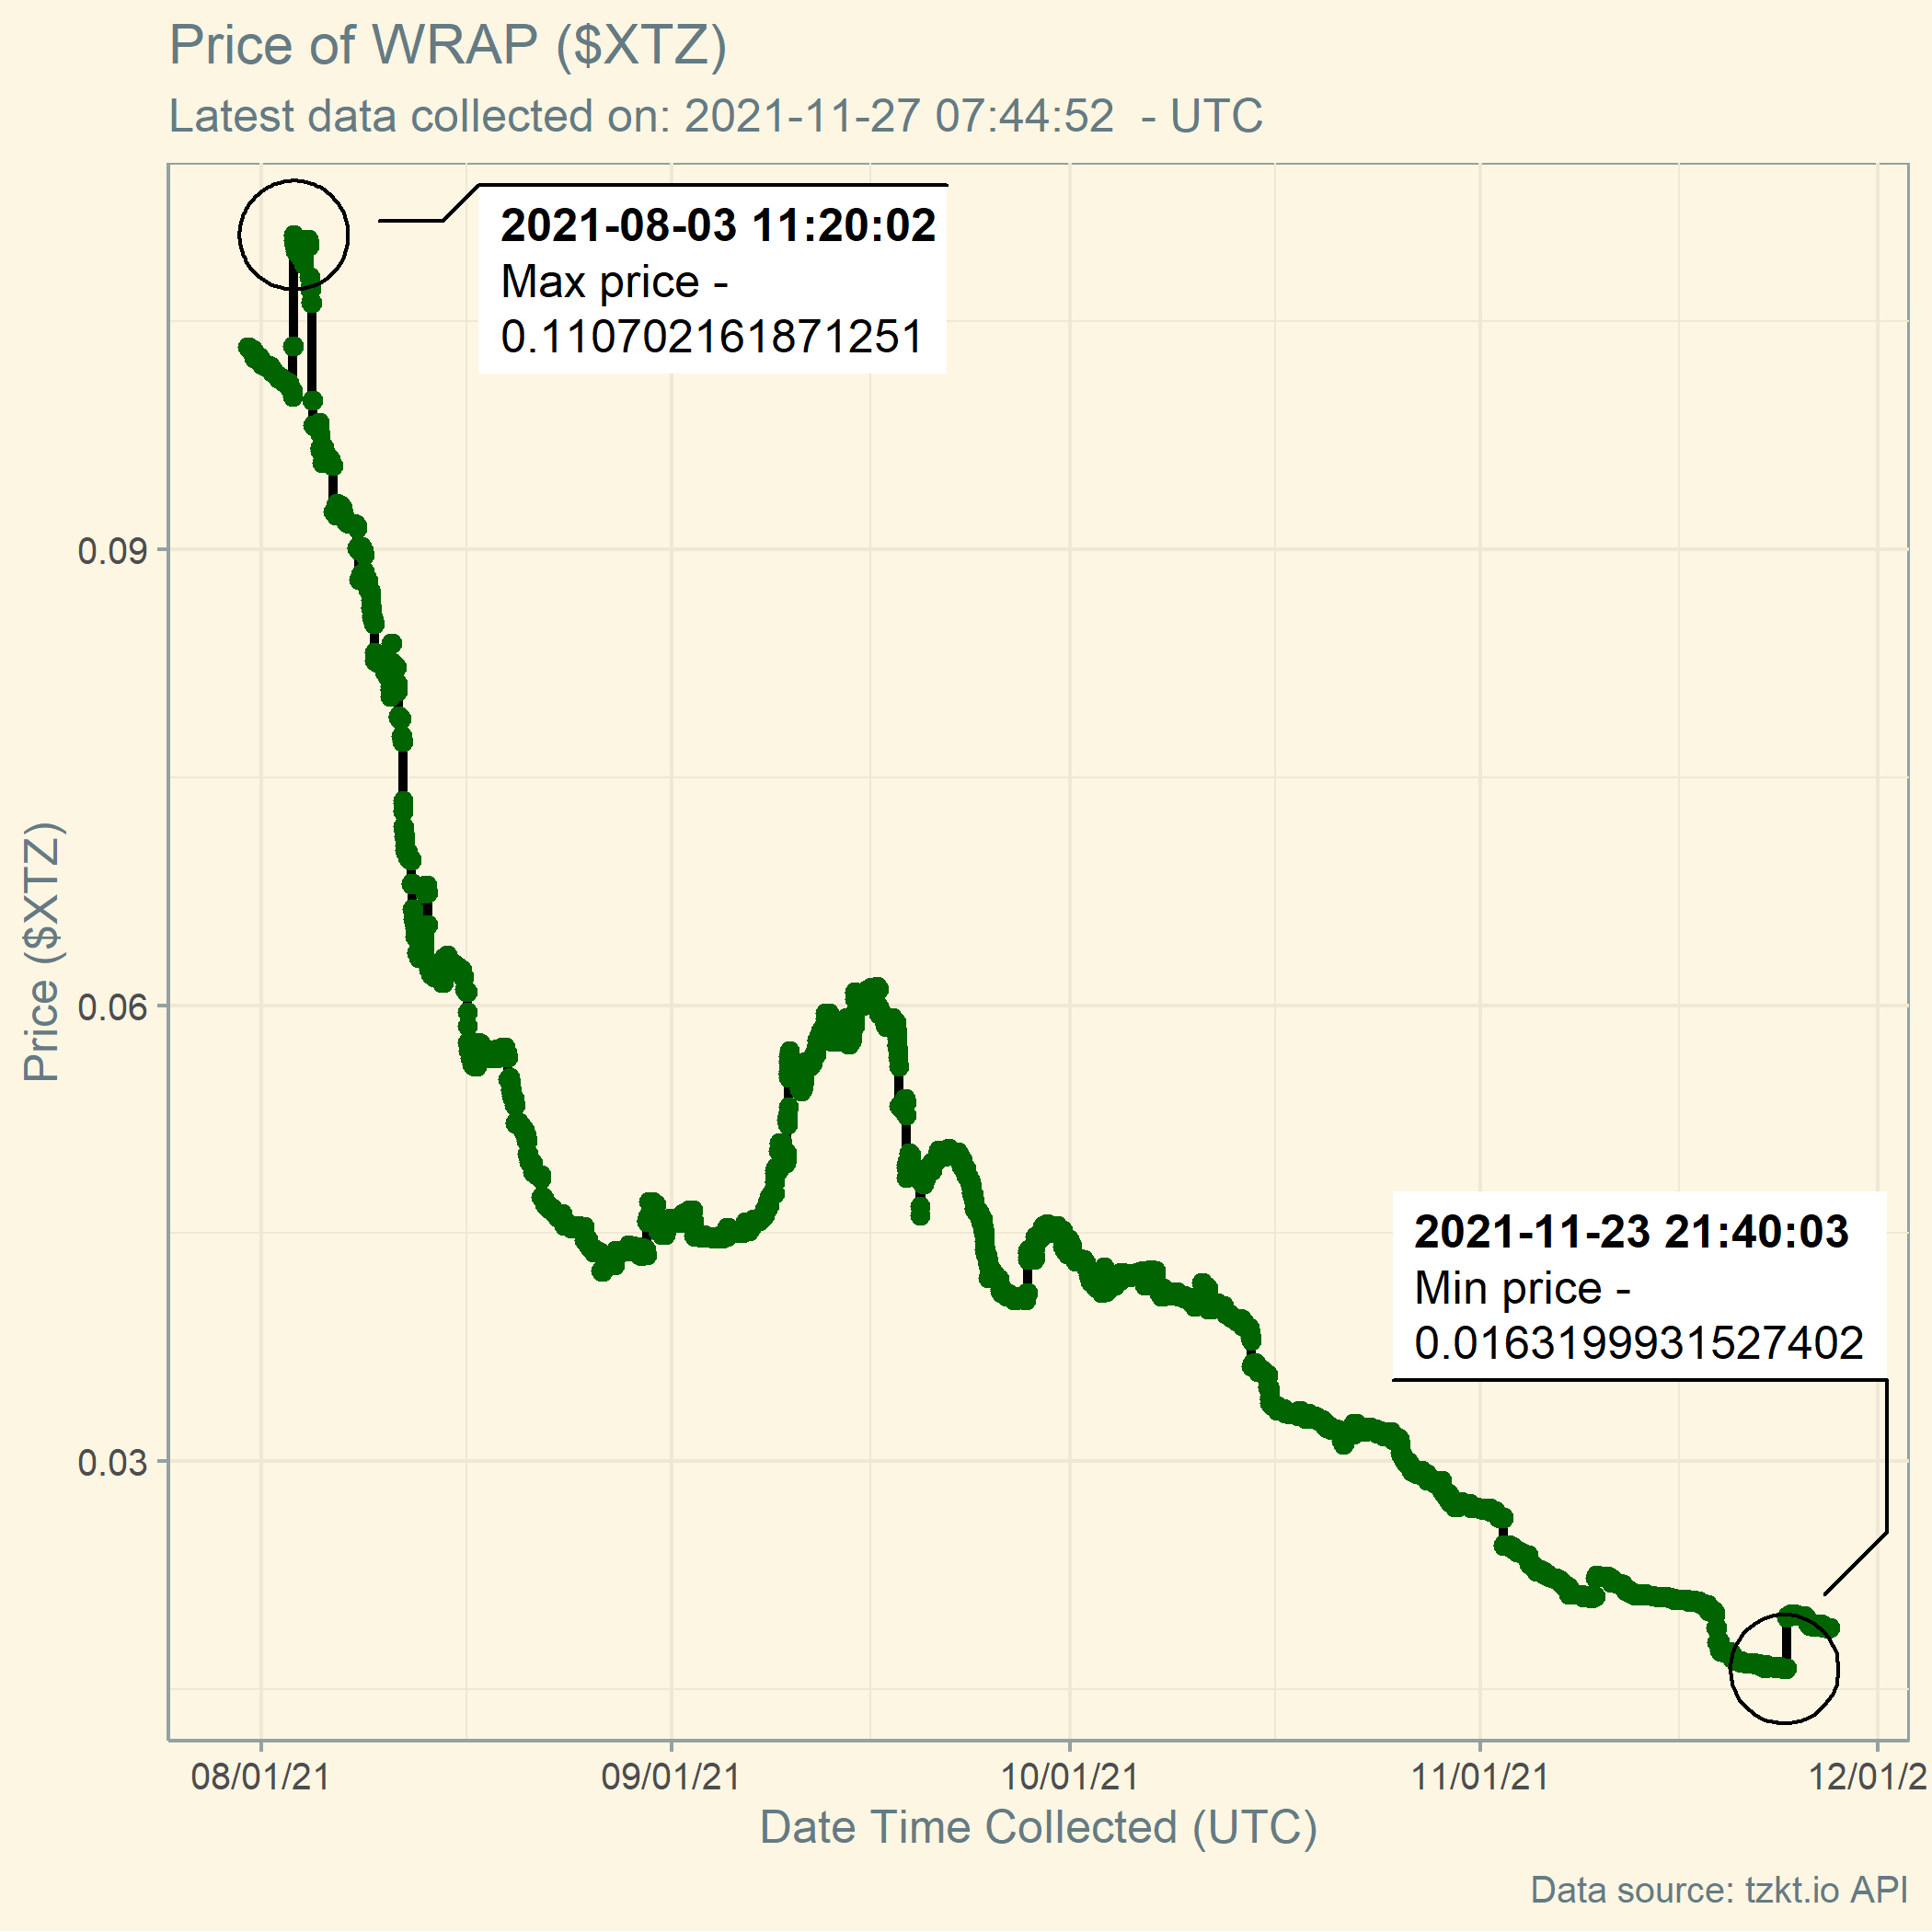 Price of WRAP ($XTZ)
Latest data collected on: 2021-11-27 07:44:52  - UTC
2021-08-03 11:20:02
Max price -
0.110702161871251
0.09
0.06
0.03
Price ($XTZ)
2021-11-23 21:40:03
Min price -
0.0163199931527402
08/01/21
09/01/21
10/01/21
11/01/21
12/01/2
Date Time Collected (UTC)
Data source: tzkt.io API